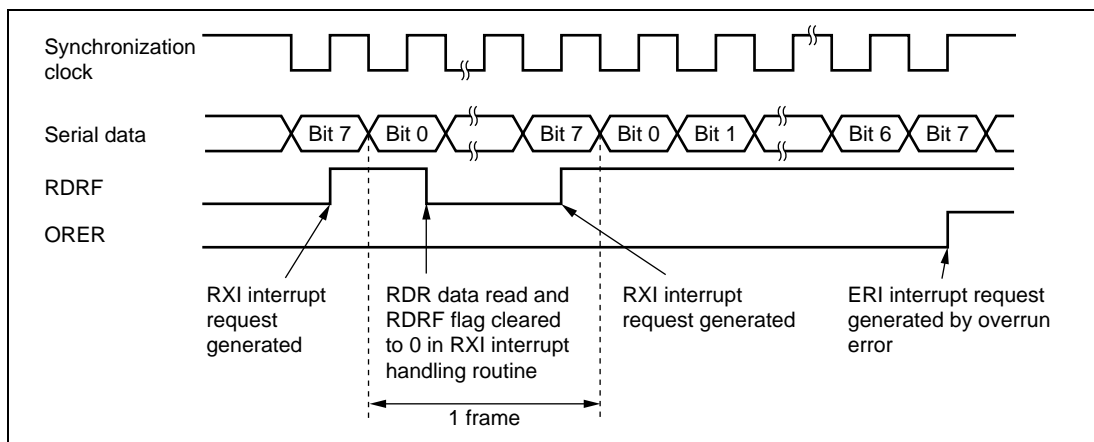 Synchronization
clock
Serial data
Bit 7
Bit 0
Bit 7
Bit 0
Bit 1
Bit 6
Bit 7
RDRF
ORER
RXI interrupt
request
generated
RDR data read and
RDRF flag cleared
to 0 in RXI interrupt
handling routine
RXI interrupt
request generated
ERI interrupt request
generated by overrun
error
1 frame